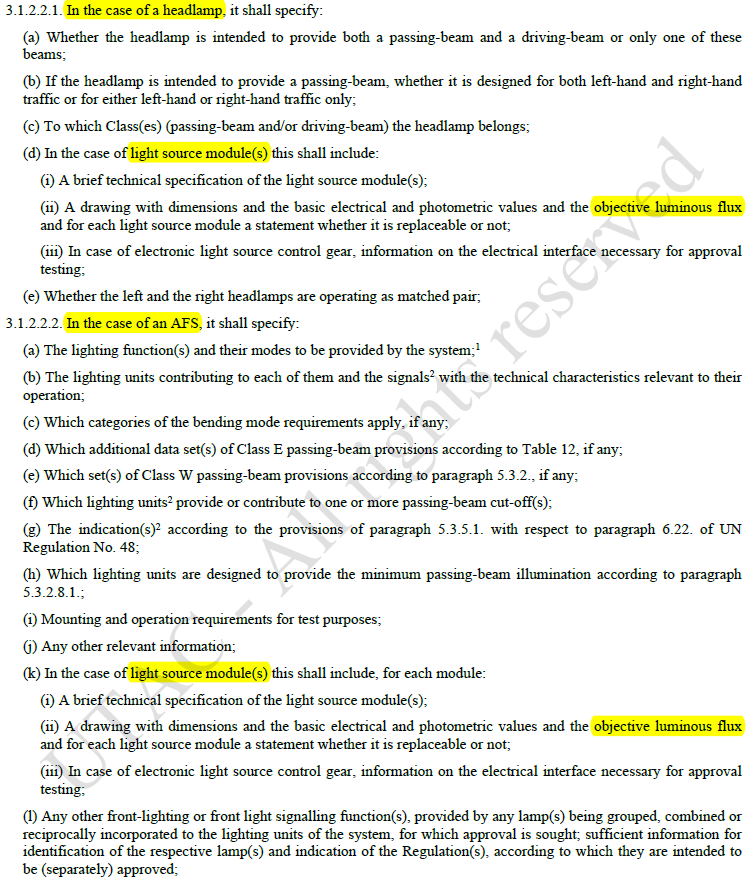 3.1.2.2.1. In the case of a headlamp, it shall specify:
(a) Whether the headlamp is intended to provide both a passing-beam and a driving-beam or only one of these
beams;
(b) If the headlamp is intended to provide a passing-beam, whether it is designed for both left-hand and right-hand
traffic or for either left-hand or right-hand traffic only;
(c) To which Class(es) (passing-beam and/or driving-beam) the headlamp belongs;
(d) In the case of light source module(s) this shall include:
(i) A brief technical specification of the light source module(s);
(ii) A drawing with dimensions and the basic electrical and photometric values and the objective luminous flux
and for each light source module a statement whether it is replaceable or not;
(iii) In case of electronic light source control gear, information on the electrical interface necessary for approval
testing;
(e) Whether the left and the right headlamps are operating as matched pair;
3.1.2.2.2. In the case of an AFS, it shall specify:
(a) The lighting function(s) and their modes to be provided by the system;¹
(b) The lighting units contributing to each of them and the signals² with the technical characteristics relevant to their
operation;
(c) Which categories of the bending mode requirements apply, if any;
(d) Which additional data set(s) of Class E passing-beam provisions according to Table 12, if any;
(e) Which set(s) of Class W passing-beam provisions according to paragraph 5.3.2., if any;
(f) Which lighting units² provide or contribute to one or more passing-beam cut-off(s);
(g) The indication(s)² according to the provisions of paragraph 5.3.5.1. with respect to paragraph 6.22. of UN
Regulation No. 48;
(h) Which lighting units are designed to provide the minimum passing-beam illumination according to paragraph
5.3.2.8.1.;
(i) Mounting and operation requirements for test purposes;
(j) Any other relevant information;
(k) In the case of light source module(s) this shall include, for each module:
(i) A brief technical specification of the light source module(s);
(ii) A drawing with dimensions and the basic electrical and photometric values and the objective luminous flux
and for each light source module a statement whether it is replaceable or not;
(iii) In case of electronic light source control gear, information on the electrical interface necessary for approval
testing;
(l) Any other front-lighting or front light signalling function(s), provided by any lamp(s) being grouped, combined or
reciprocally incorporated to the lighting units of the system, for which approval is sought; sufficient information for
identification of the respective lamp(s) and indication of the Regulation(s), according to which they are intended to
be (separately) approved;
UTAC - All rights reserved